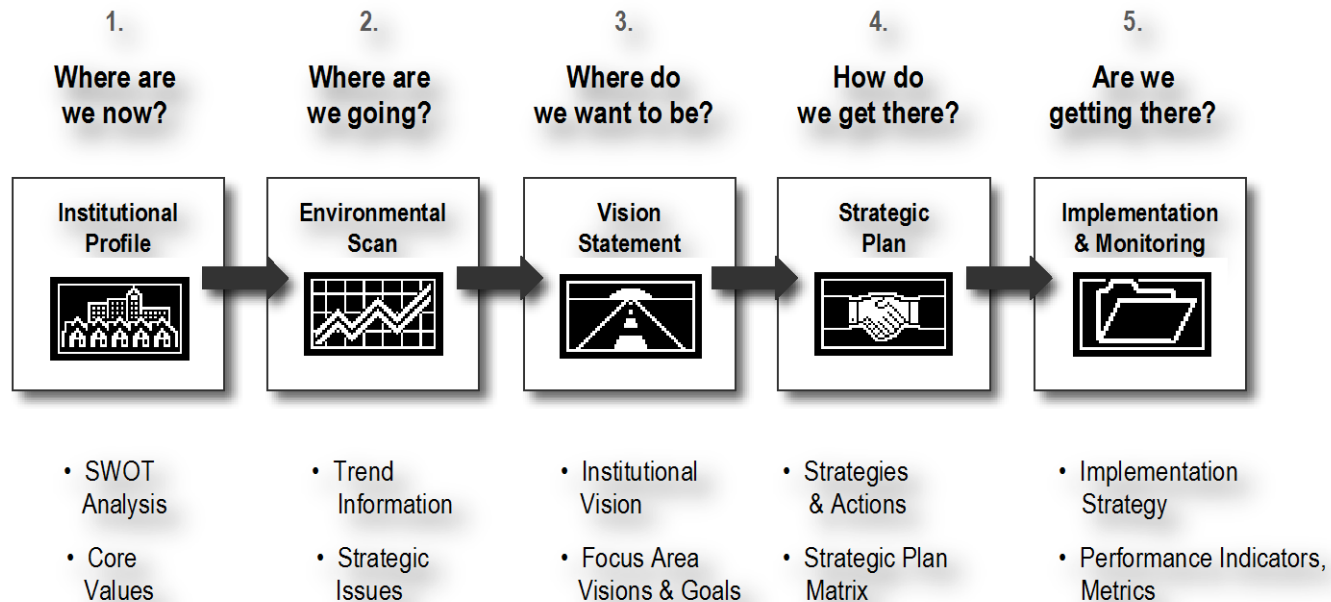 1.
Where are
we now?
Institutional
Profile
• SWOT
Analysis
• Core
Values
2.
Where are
we going?
Environmental
Scan
• Trend
Information
• Strategic
Issues
3.
Where do
we want to be?
Vision
Statement
• Institutional
Vision
• Focus Area
Visions & Goals
4.
How do
we get there?
Strategic
Plan
• Strategies
& Actions
• Strategic Plan
Matrix
5.
Are we
getting there?
Implementation
& Monitoring
• Implementation
Strategy
• Performance Indicators,
Metrics